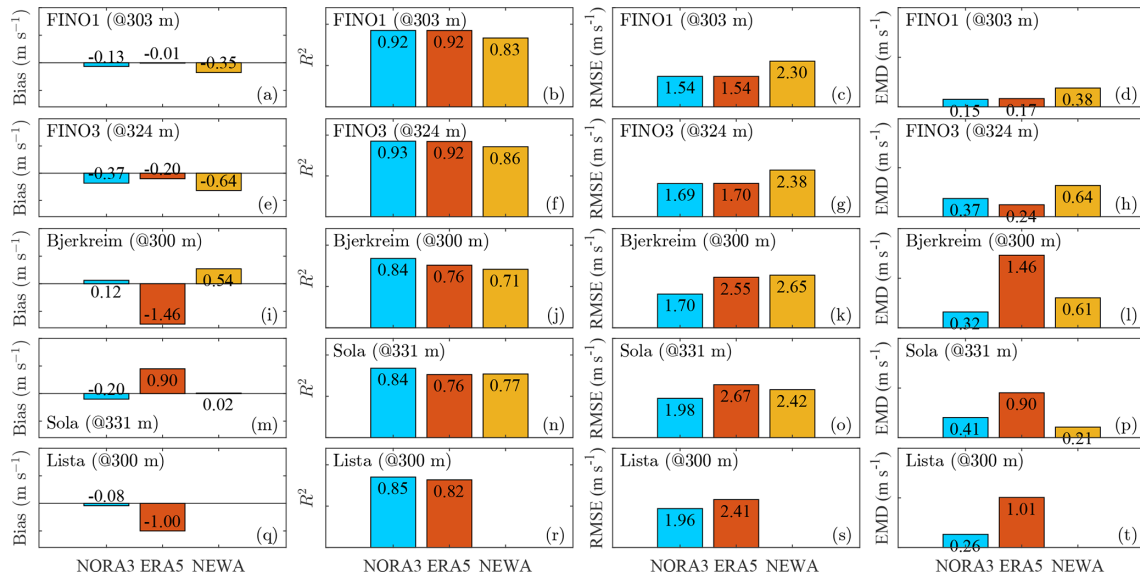 FINO1 (@303 m)
Bias (m s⁻¹)
-0.13
-0.01
-0.35
(a)
FINO1 (@303 m)
R²
0.92
0.92
0.83
(b)
FINO1 (@303 m)
RMSE (m s⁻¹)
1.54
1.54
2.30
(c)
FINO1 (@303 m)
EMD (m s⁻¹)
0.15
0.17
0.38
(d)
FINO3 (@324 m)
Bias (m s⁻¹)
-0.37
-0.20
-0.64
(e)
FINO3 (@324 m)
R²
0.93
0.92
0.86
(f)
FINO3 (@324 m)
RMSE (m s⁻¹)
1.69
1.70
2.38
(g)
FINO3 (@324 m)
EMD (m s⁻¹)
0.37
0.24
0.64
(h)
Bjerkreim (@300 m)
Bias (m s⁻¹)
0.12
-1.46
0.54
(i)
Bjerkreim (@300 m)
R²
0.84
0.76
0.71
(j)
Bjerkreim (@300 m)
RMSE (m s⁻¹)
1.70
2.55
2.65
(k)
Bjerkreim (@300 m)
EMD (m s⁻¹)
0.32
1.46
0.61
(l)
Bias (m s⁻¹)
-0.20
0.90
0.02
Sola (@331 m)
(m)
Sola (@331 m)
R²
0.84
0.76
0.77
(n)
Sola (@331 m)
RMSE (m s⁻¹)
1.98
2.67
2.42
(o)
Sola (@331 m)
EMD (m s⁻¹)
0.41
0.90
0.21
(p)
Lista (@300 m)
Bias (m s⁻¹)
-0.08
-1.00
(q)
Lista (@300 m)
R²
0.85
0.82
(r)
Lista (@300 m)
RMSE (m s⁻¹)
1.96
2.41
(s)
Lista (@300 m)
EMD (m s⁻¹)
0.26
1.01
(t)
NORA3 ERA5 NEWA
NORA3 ERA5 NEWA
NORA3 ERA5 NEWA
NORA3 ERA5 NEWA